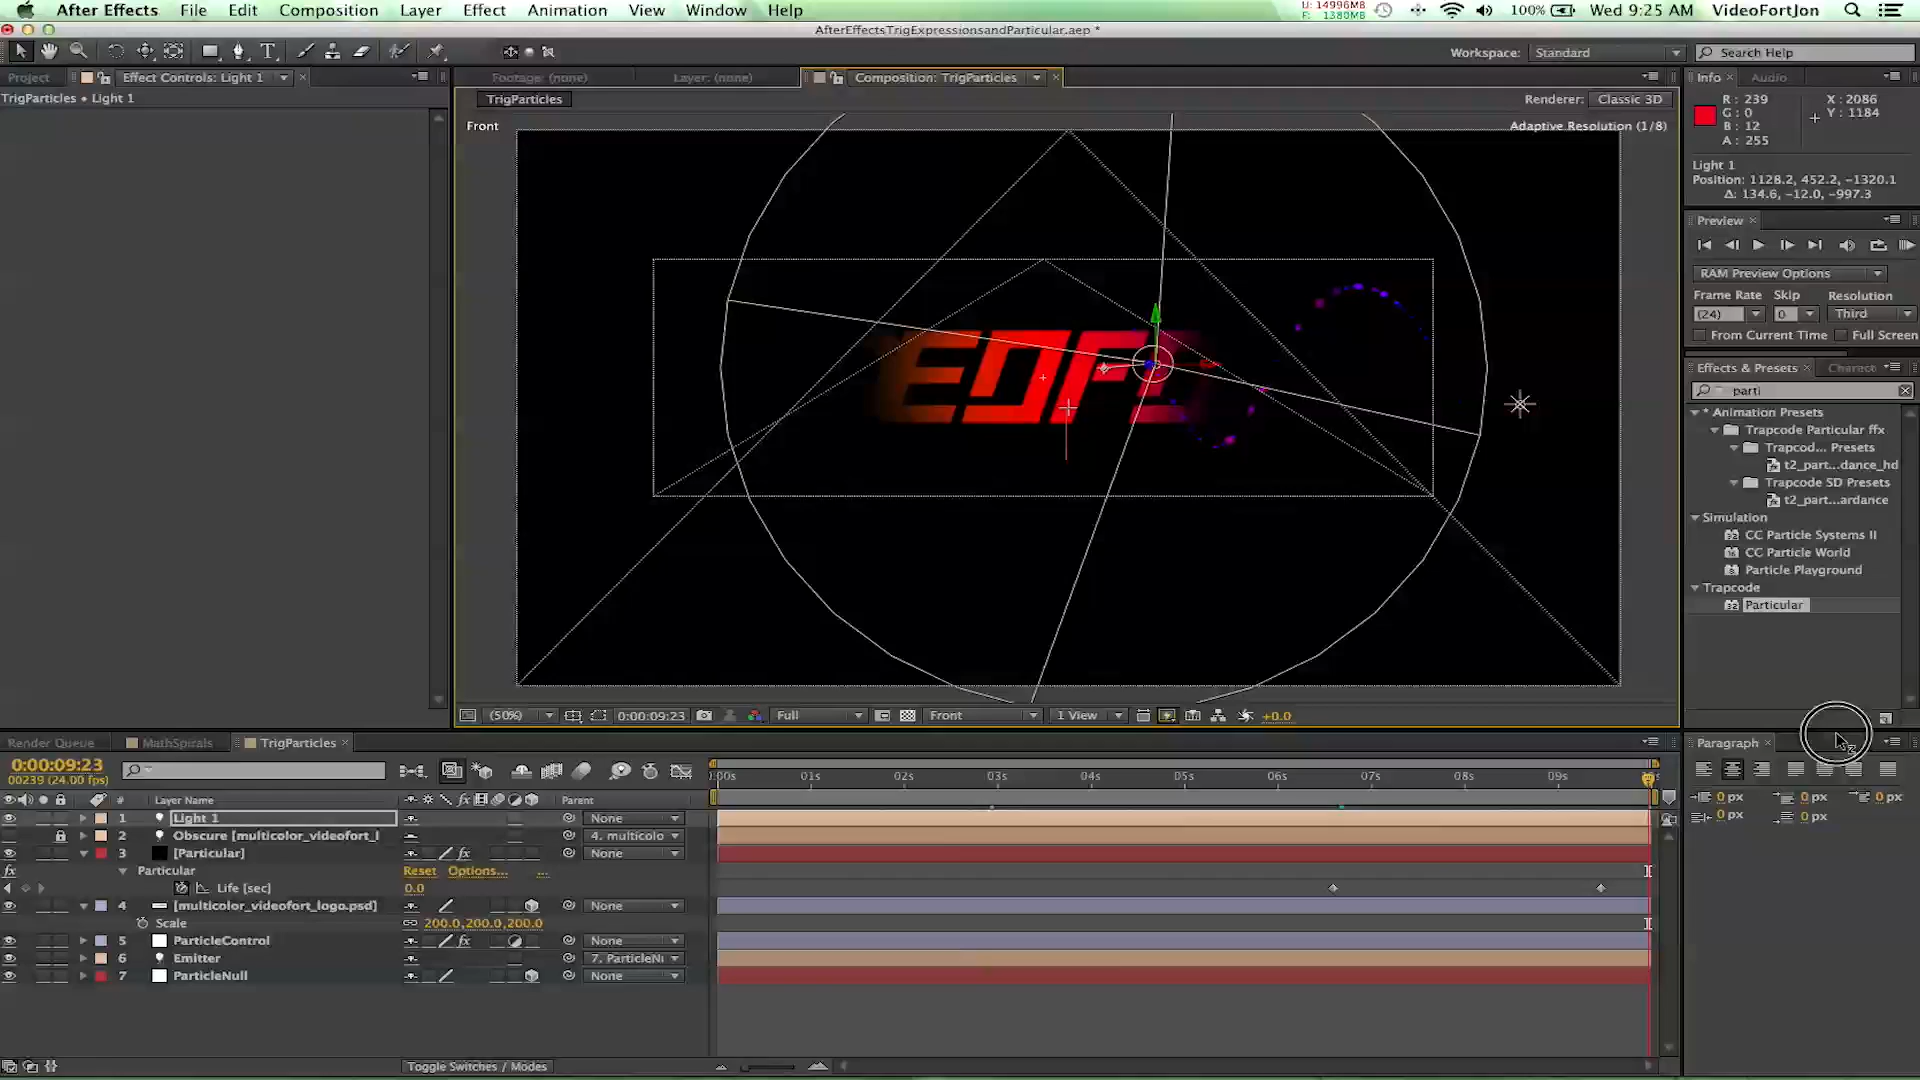 After Effects File Edit Composition Layer Effect Animation View Window Help
U: 14996MB
F: 1380MB
100% Wed 9:25 AM VideoFortJon
AfterEffectsTrigExpressionsandParticular.aep *
Workspace: Standard Search Help
Project Effect Controls: Light 1
Footage: (none) Layer: (none) Composition: TrigParticles
Info Audio
TrigParticles • Light 1
TrigParticles
Renderer: Classic 3D
Front
Adaptive Resolution (1/8)
R: 239
G: 0
B: 12
A: 255
X: 2086
Y: 1184
Light 1
Position: 1128.2, 452.2, -1320.1
Δ: 134.6, -12.0, -997.3
Preview
RAM Preview Options
Frame Rate Skip Resolution
(24) 0 Third
From Current Time Full Screen
Effects & Presets Charact
parti
* Animation Presets
Trapcode Particular ffx
Trapcod... Presets
t2_part...dance_hd
Trapcode SD Presets
t2_part...ardance
Simulation
CC Particle Systems II
CC Particle World
Particle Playground
Trapcode
Particular
(50%) 0:00:09:23 Full Front 1 View +0.0
Render Queue MathSpirals TrigParticles
Paragraph
0:00:09:23
00239 (24.00 fps)
:00s 01s 02s 03s 04s 05s 06s 07s 08s 09s
# Layer Name Parent
1 Light 1 None
2 Obscure [multicolor_videofort_l 4. multicolo
3 [Particular] None
Particular Reset Options... ...
Life [sec] 0.0
4 [multicolor_videofort_logo.psd] None
Scale 200.0,200.0,200.0
5 ParticleControl None
6 Emitter 7. ParticleN
7 ParticleNull None
0 px 0 px 0 px
0 px 0 px
Toggle Switches / Modes